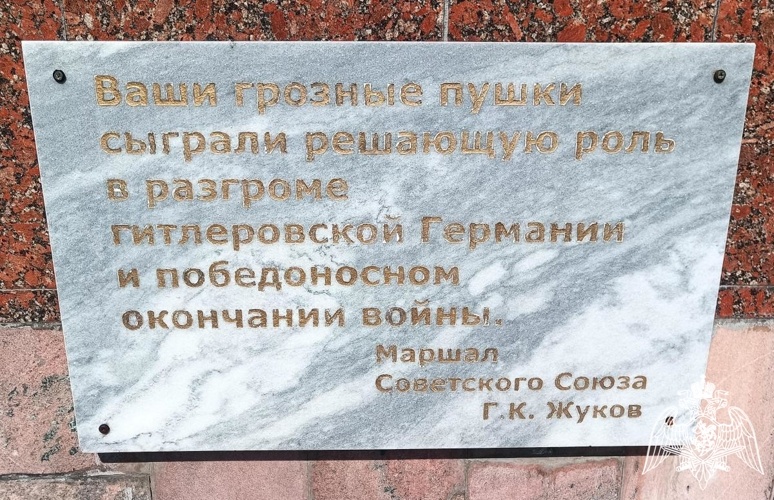 Ваши грозные пушки
сыграли решающую роль
в разгроме
гитлеровской Германии
и победоносном
окончании войны.
Маршал
Советского Союза
Г.К. Жуков